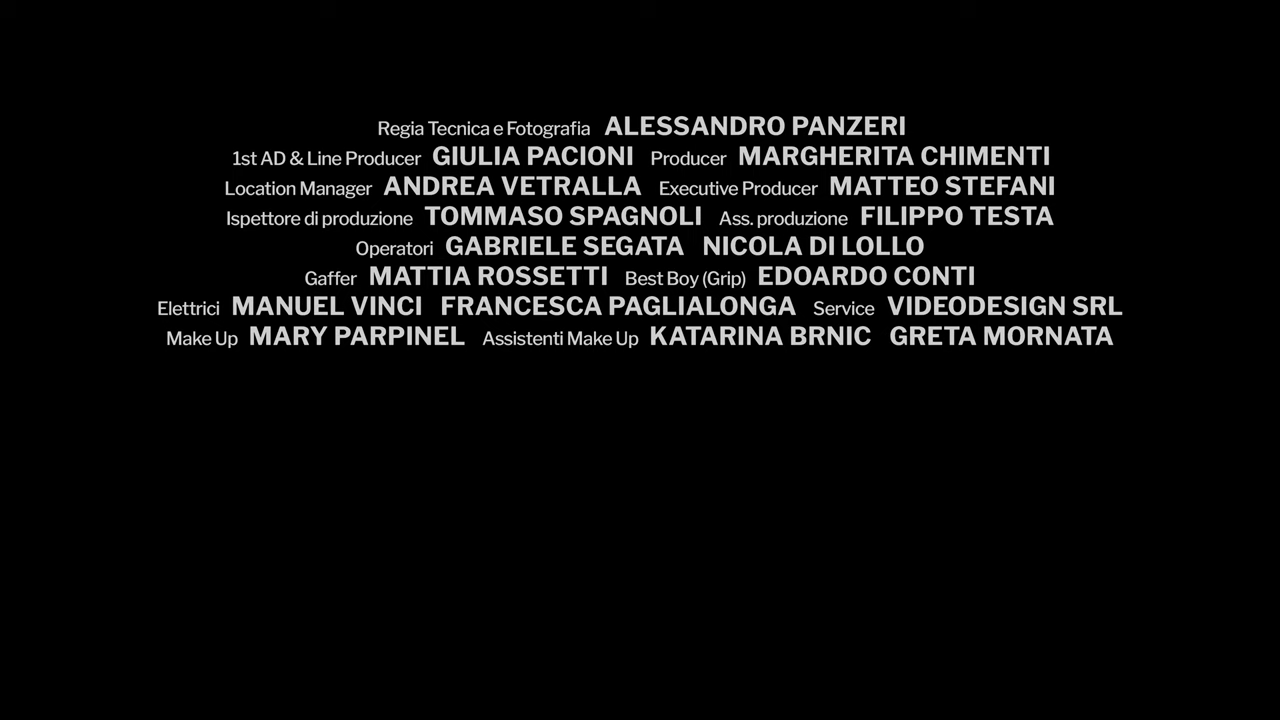 Regia Tecnica e Fotografia ALESSANDRO PANZERI
1st AD & Line Producer GIULIA PACIONI Producer MARGHERITA CHIMENTI
Location Manager ANDREA VETRALLA Executive Producer MATTEO STEFANI
Ispettore di produzione TOMMASO SPAGNOLI Ass. produzione FILIPPO TESTA
Operatori GABRIELE SEGATA NICOLA DI LOLLO
Gaffer MATTIA ROSSETTI Best Boy (Grip) EDOARDO CONTI
Elettrici MANUEL VINCI FRANCESCA PAGLIALONGA Service VIDEODESIGN SRL
Make Up MARY PARPINEL Assistenti Make Up KATARINA BRNIC GRETA MORNATA